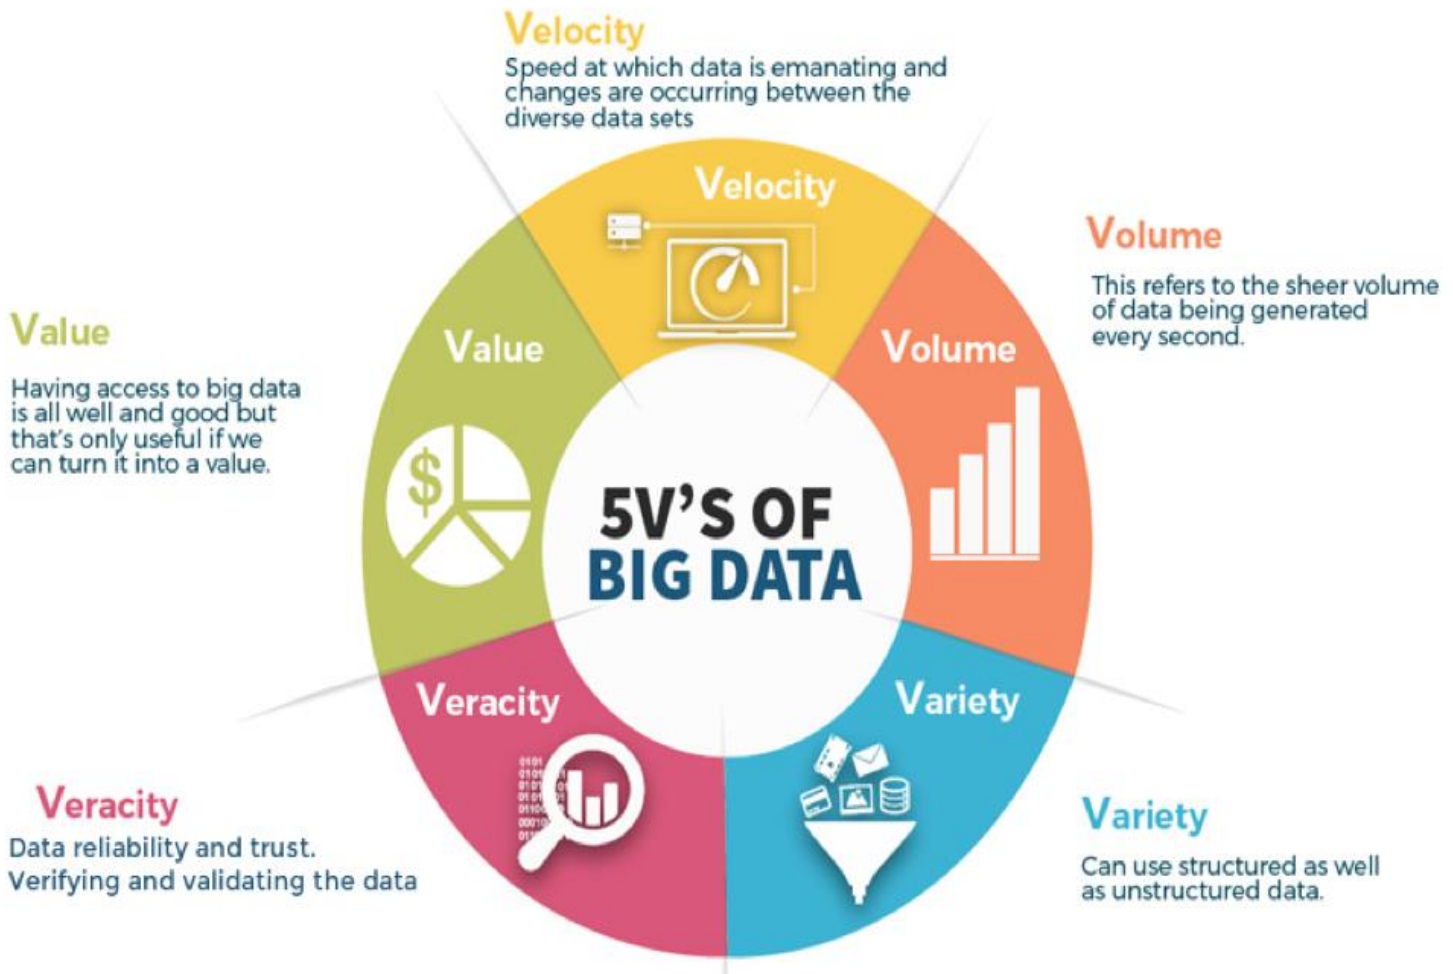 Velocity
Speed at which data is emanating and
changes are occurring between the
diverse data sets
Velocity
Volume
This refers to the sheer volume
of data being generated
every second.
Value
Having access to big data
is all well and good but
that's only useful if we
can turn it into a value.
Value
$
Volume
5V'S OF
BIG DATA
Veracity
Variety
0101
Veracity
Data reliability and trust.
Verifying and validating the data
Variety
Can use structured as well
as unstructured data.